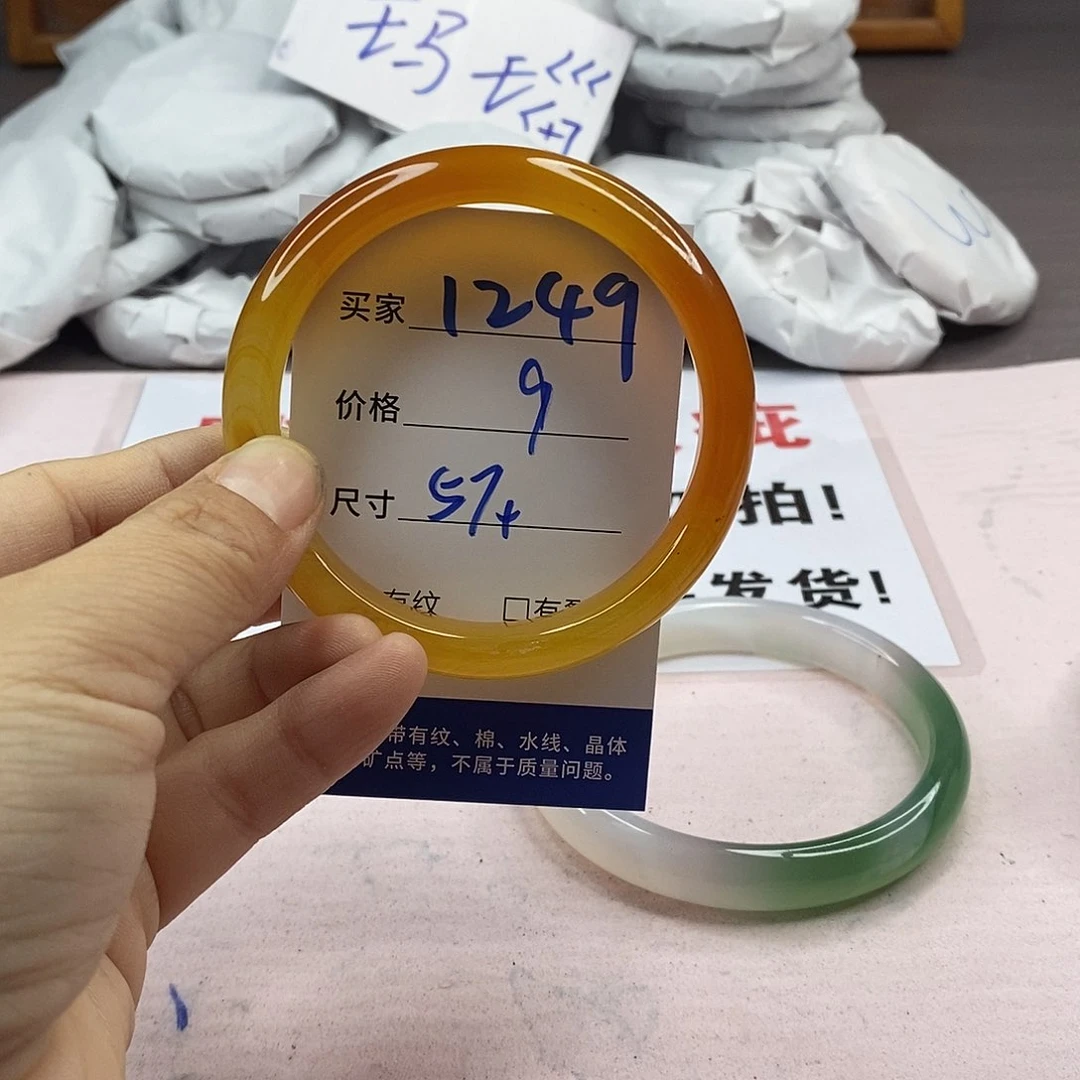 玛瑙
买家 1249
价格 9
尺寸 57+
有纹 □有
拍!
发货!
带有纹、棉、水线、晶体
矿点等，不属于质量问题。